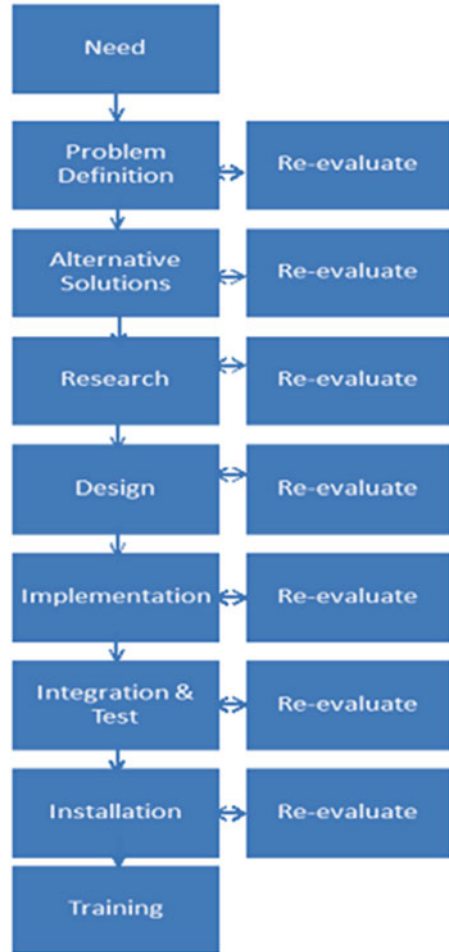 Need
Problem
Definition
Re-evaluate
Alternative
Solutions
Re-evaluate
Research
Re-evaluate
Design
Re-evaluate
Implementation
Re-evaluate
Integration &
Test
Re-evaluate
Installation
Re-evaluate
Training